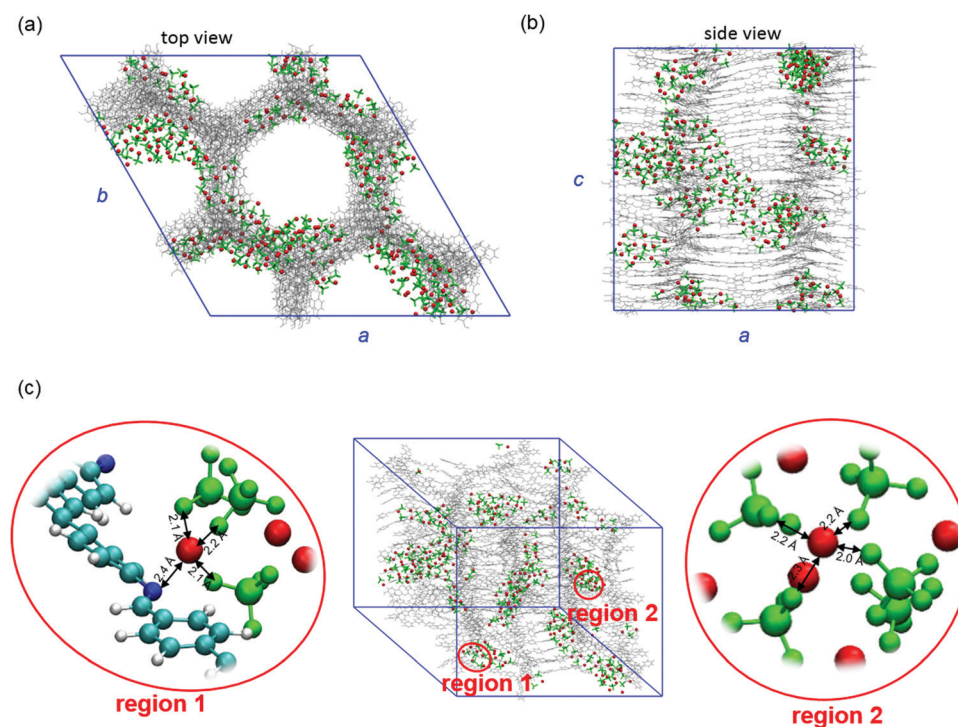 (a)
top view
b
a
(b)
side view
c
a
(c)
2.1 Å
2.2 Å
2.4 Å
2.1
region 1
region 2
region 1
2.2 Å
2.2 Å
2.0 Å
2.3 Å
region 2